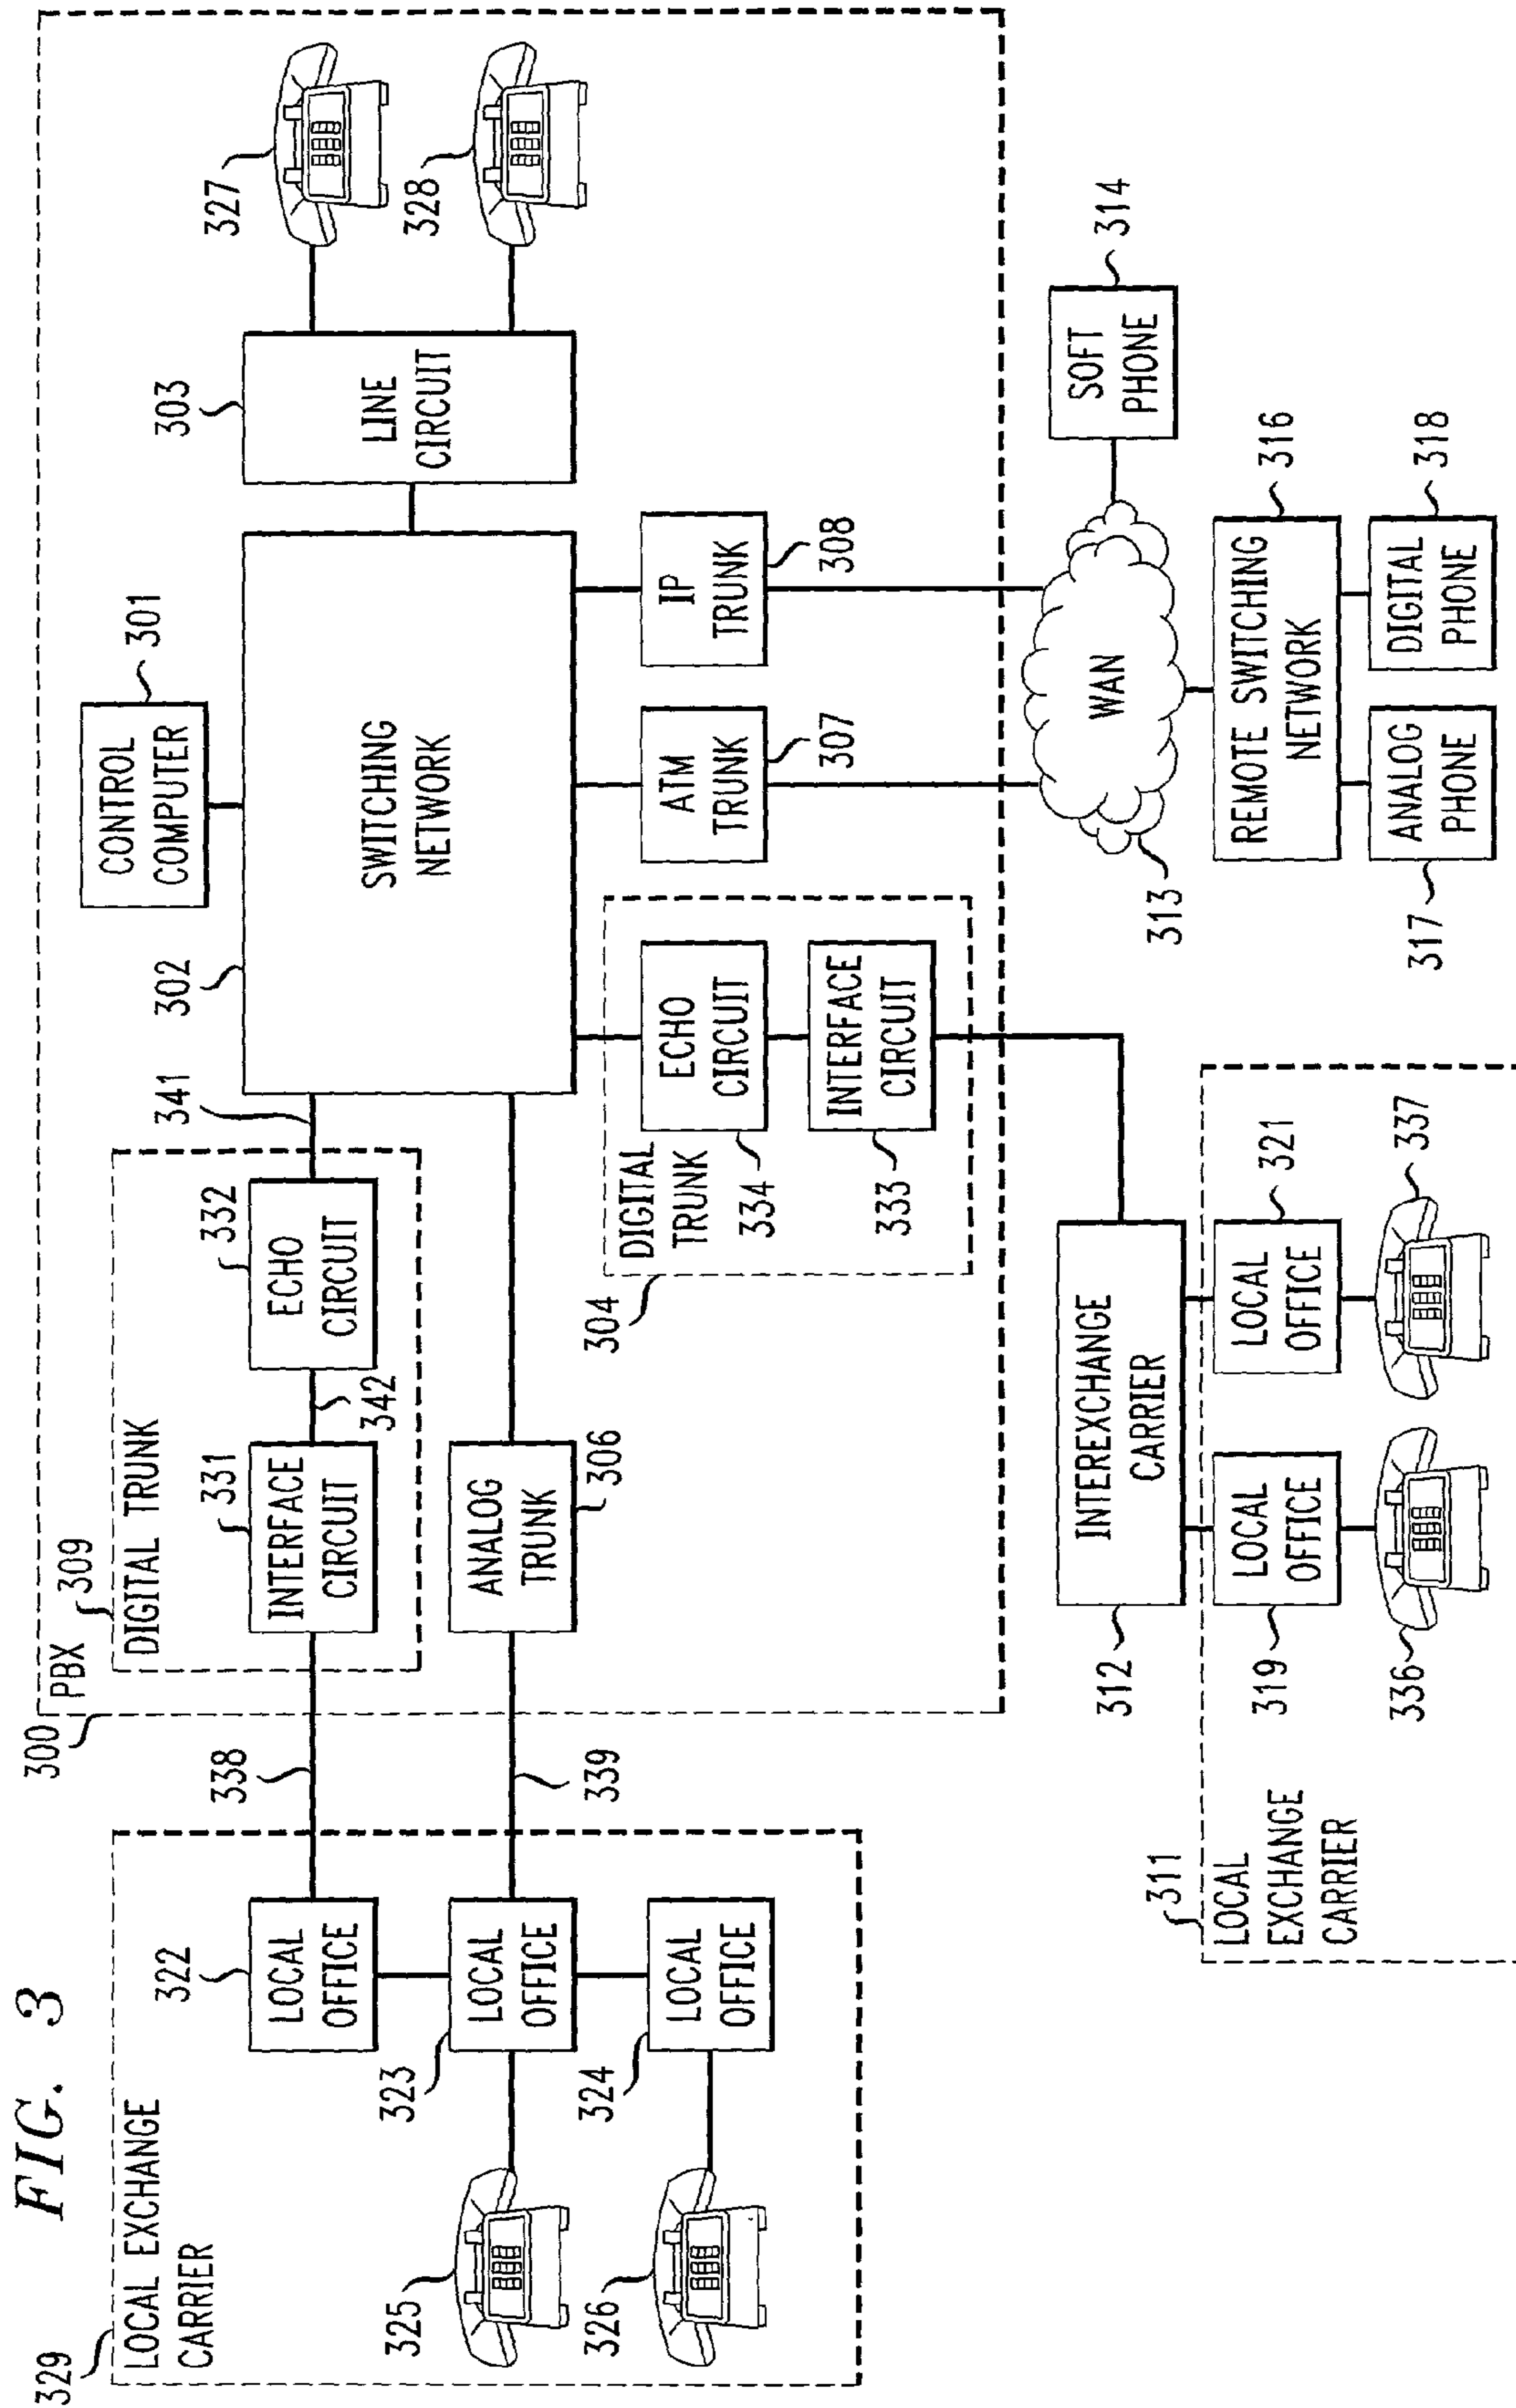 FIG. 3
329
LOCAL EXCHANGE
CARRIER
322
LOCAL
OFFICE
323
LOCAL
OFFICE
324
LOCAL
OFFICE
325
326
338
339
300
PBX
309
DIGITAL TRUNK
331
INTERFACE
CIRCUIT
342
332
ECHO
CIRCUIT
341
ANALOG
TRUNK
306
302
SWITCHING
NETWORK
CONTROL
COMPUTER
301
303
LINE
CIRCUIT
327
328
304
DIGITAL
TRUNK
ECHO
CIRCUIT
334
INTERFACE
CIRCUIT
333
ATM
TRUNK
307
IP
TRUNK
308
WAN
313
SOFT
PHONE
314
REMOTE SWITCHING
NETWORK
316
ANALOG
PHONE
317
DIGITAL
PHONE
318
INTEREXCHANGE
CARRIER
312
311
LOCAL
EXCHANGE
CARRIER
LOCAL
OFFICE
319
LOCAL
OFFICE
321
336
337